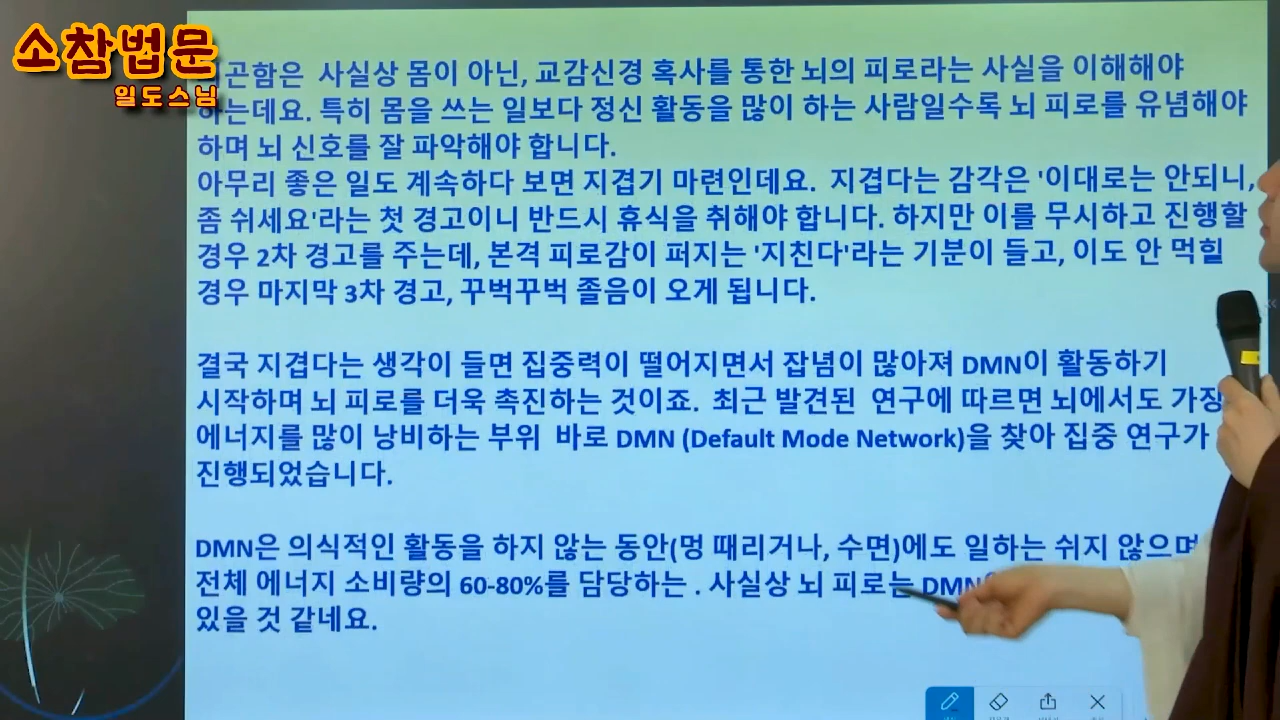 소참법문
일도스님
곤함은 사실상 몸이 아닌, 교감신경 혹사를 통한 뇌의 피로라는 사실을 이해해야
하는데요. 특히 몸을 쓰는 일보다 정신 활동을 많이 하는 사람일수록 뇌 피로를 유념해야
하며 뇌 신호를 잘 파악해야 합니다.
아무리 좋은 일도 계속하다 보면 지겹기 마련인데요. 지겹다는 감각은 '이대로는 안되니,
좀 쉬세요'라는 첫 경고이니 반드시 휴식을 취해야 합니다. 하지만 이를 무시하고 진행할
경우 2차 경고를 주는데, 본격 피로감이 퍼지는 '지친다'라는 기분이 들고, 이도 안 먹힐
경우 마지막 3차 경고, 꾸벅꾸벅 졸음이 오게 됩니다.
결국 지겹다는 생각이 들면 집중력이 떨어지면서 잡념이 많아져 DMN이 활동하기
시작하며 뇌 피로를 더욱 촉진하는 것이죠. 최근 발견된 연구에 따르면 뇌에서도 가장
에너지를 많이 낭비하는 부위 바로 DMN (Default Mode Network)을 찾아 집중 연구가
진행되었습니다.
DMN은 의식적인 활동을 하지 않는 동안(멍 때리거나, 수면)에도 일하는 쉬지 않으며
전체 에너지 소비량의 60-80%를 담당하는 . 사실상 뇌 피로는 DMN
있을 것 같네요.